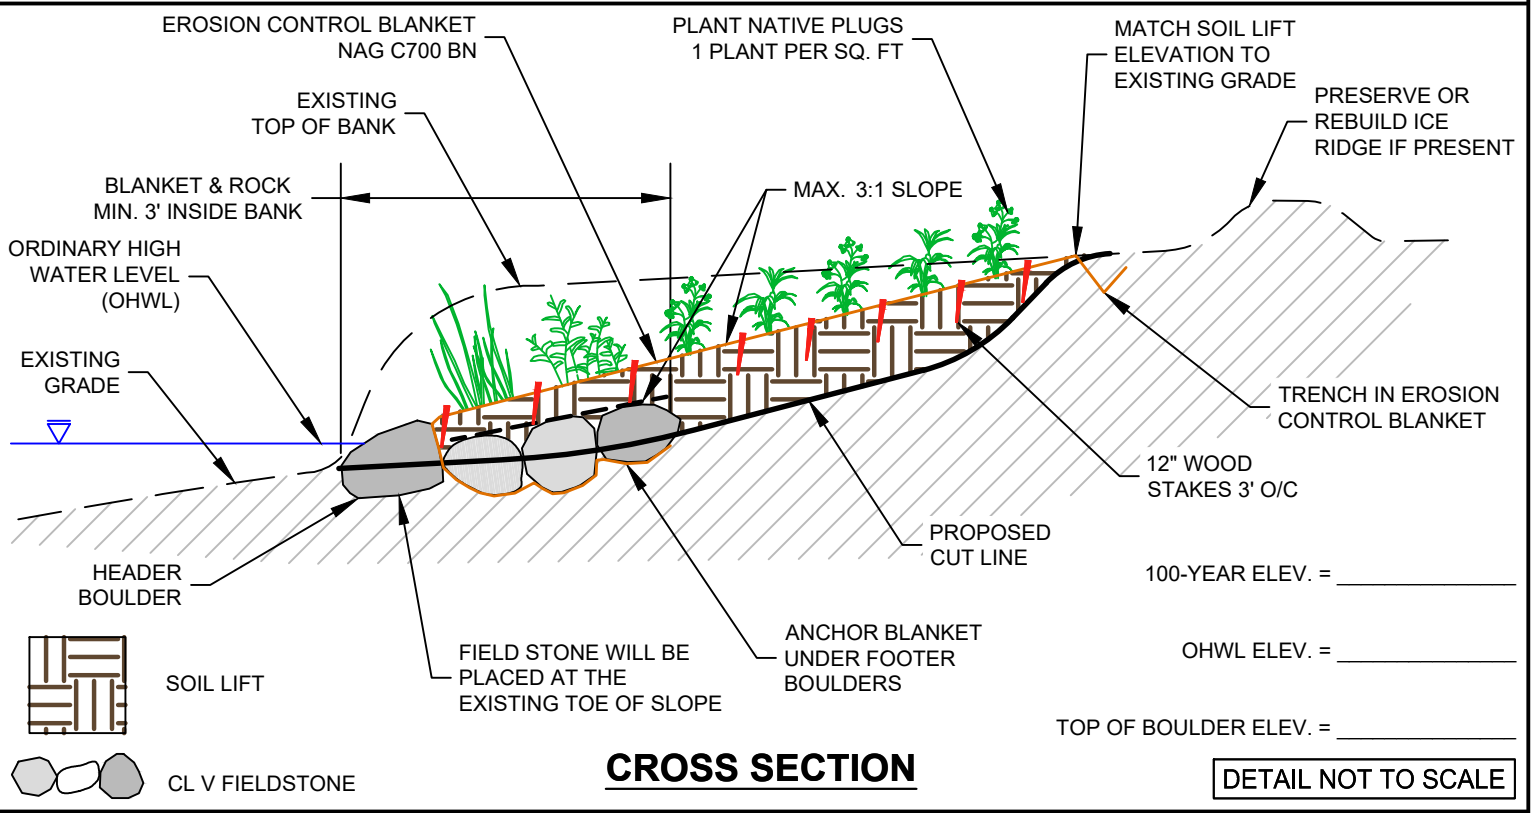 EROSION CONTROL BLANKET
NAG C700 BN
PLANT NATIVE PLUGS
1 PLANT PER SQ. FT
MATCH SOIL LIFT
ELEVATION TO
EXISTING GRADE
PRESERVE OR
REBUILD ICE
RIDGE IF PRESENT
EXISTING
TOP OF BANK
BLANKET & ROCK
MIN. 3' INSIDE BANK
MAX. 3:1 SLOPE
ORDINARY HIGH
WATER LEVEL
(OHWL)
EXISTING
GRADE
TRENCH IN EROSION
CONTROL BLANKET
12" WOOD
STAKES 3' O/C
PROPOSED
CUT LINE
HEADER
BOULDER
FIELD STONE WILL BE
PLACED AT THE
EXISTING TOE OF SLOPE
ANCHOR BLANKET
UNDER FOOTER
BOULDERS
100-YEAR ELEV. = ________________
OHWL ELEV. = ________________
TOP OF BOULDER ELEV. = ________________
SOIL LIFT
CL V FIELDSTONE
CROSS SECTION
DETAIL NOT TO SCALE